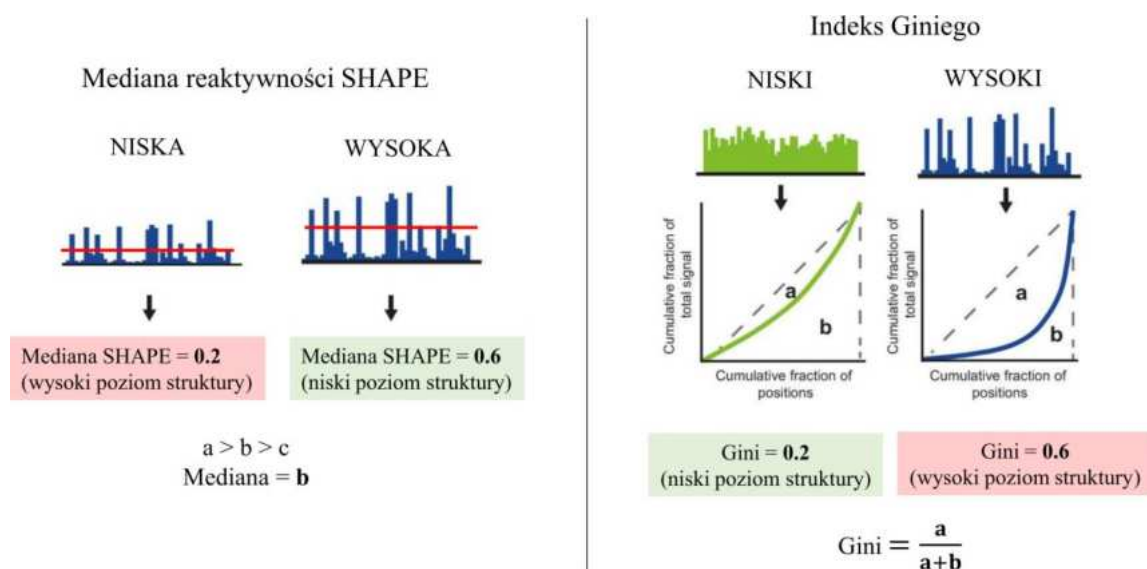 Mediana reaktywności SHAPE
NISKA
WYSOKA
Mediana SHAPE = 0.2
(wysoki poziom struktury)
Mediana SHAPE = 0.6
(niski poziom struktury)
a > b > c
Mediana = b
Indeks Giniego
NISKI
WYSOKI
Cumulative fraction of
total signal
a
b
Cumulative fraction of
positions
Cumulative fraction of
total signal
a
b
Cumulative fraction of
positions
Gini = 0.2
(niski poziom struktury)
Gini = 0.6
(wysoki poziom struktury)
Gini = a
a+b